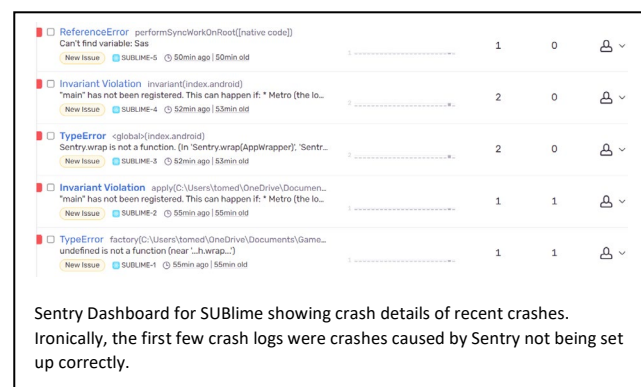 ReferenceError performSyncWorkOnRoot([native code])
Can't find variable: Sas
New Issue SUBLIME-5 50min ago | 50min old
1 0
Invariant Violation invariant(index.android)
"main" has not been registered. This can happen if: * Metro (the lo...
New Issue SUBLIME-4 52min ago | 53min old
2 0
TypeError <global>(index.android)
Sentry.wrap is not a function. (In 'Sentry.wrap(AppWrapper)', 'Sentr...
New Issue SUBLIME-3 52min ago | 53min old
2 0
Invariant Violation apply(C:\Users\tomed\OneDrive\Documen...
"main" has not been registered. This can happen if: * Metro (the lo...
New Issue SUBLIME-2 55min ago | 55min old
1 1
TypeError factory(C:\Users\tomed\OneDrive\Documents\Game...
undefined is not a function (near '...h.wrap...')
New Issue SUBLIME-1 55min ago | 55min old
1 1
Sentry Dashboard for SUBlime showing crash details of recent crashes.
Ironically, the first few crash logs were crashes caused by Sentry not being set
up correctly.